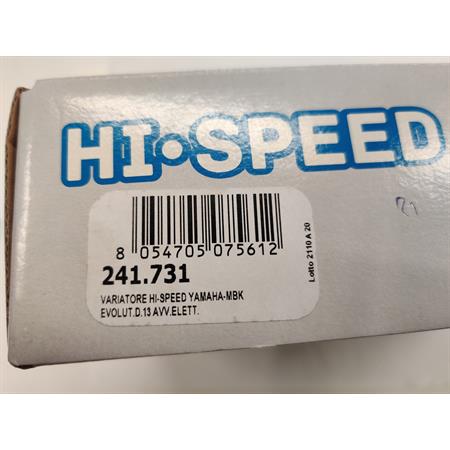 HI•SPEED
8 054705 075612
241.731
VARIATORE HI-SPEED YAMAHA-MBK
EVOLUT.D.13 AVV.ELETT.
Lotto 2110 A 20
21